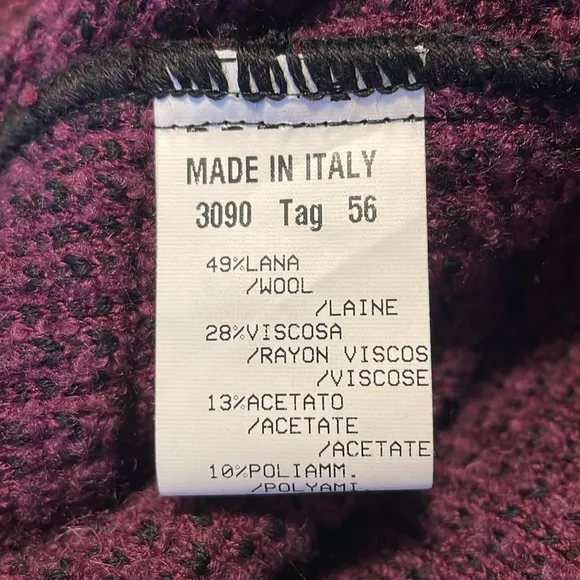 MADE IN ITALY
3090 Tag 56
49%LANA
/WOOL
/LAINE
28%VISCOSA
/RAYON VISCOS
/VISCOSE
13%ACETATO
/ACETATE
/ACETATE
10%POLIAMM.
/POLYAMI.